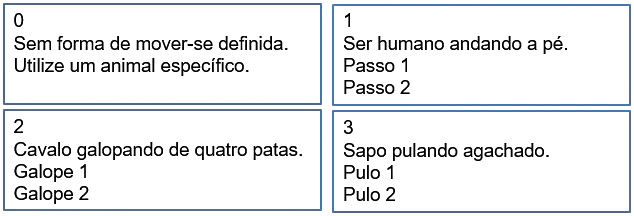 0
Sem forma de mover-se definida.
Utilize um animal específico.
1
Ser humano andando a pé.
Passo 1
Passo 2
2
Cavalo galopando de quatro patas.
Galope 1
Galope 2
3
Sapo pulando agachado.
Pulo 1
Pulo 2